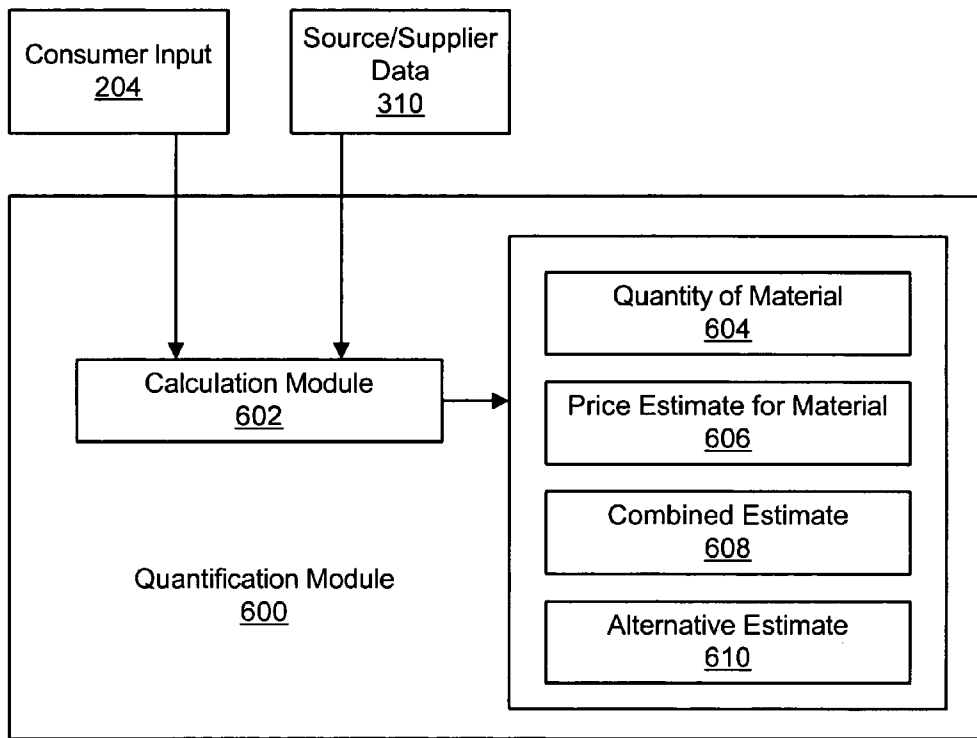 Consumer Input
204
Source/Supplier
Data
310
Calculation Module
602
Quantification Module
600
Quantity of Material
604
Price Estimate for Material
606
Combined Estimate
608
Alternative Estimate
610